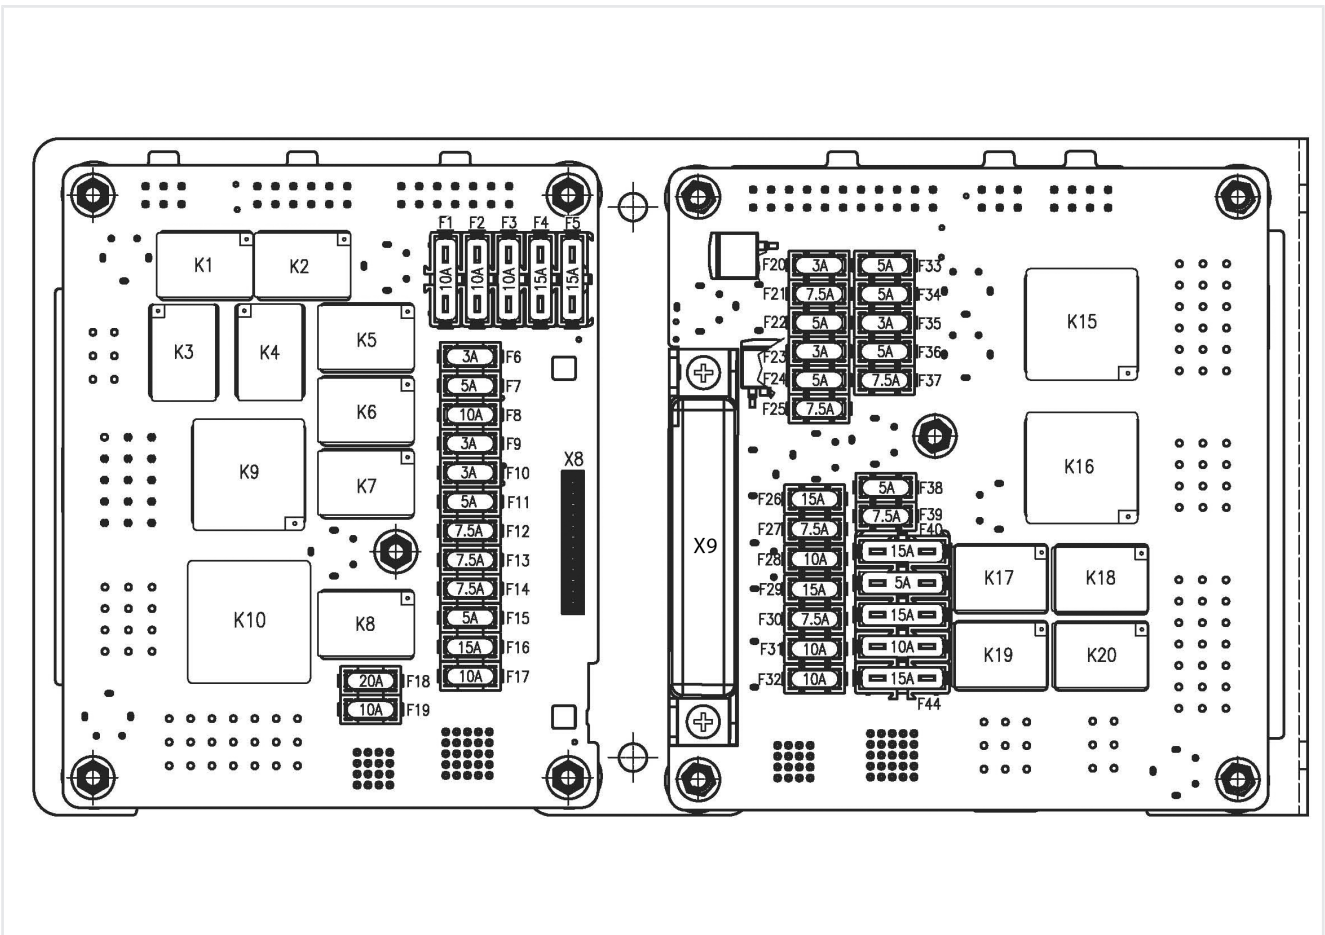 F1 F2 F3 F4 F5
10A 10A 10A 15A 15A
K1 K2
K3 K4 K5
K6
K9 K7
K10 K8
3A F6
5A F7
10A F8
3A F9
3A F10
5A F11
7.5A F12
7.5A F13
7.5A F14
5A F15
15A F16
10A F17
20A F18
10A F19
X8
X9
F20 3A 5A F33
F21 7.5A 5A F34
F22 5A 3A F35
F23 3A 5A F36
F24 5A 7.5A F37
F25 7.5A
F26 15A 5A F38
F27 7.5A 7.5A F39
F40
F28 10A 15A
F29 15A 5A
F30 7.5A 15A
F31 10A 10A
F32 10A 15A
F44
K15
K16
K17 K18
K19 K20